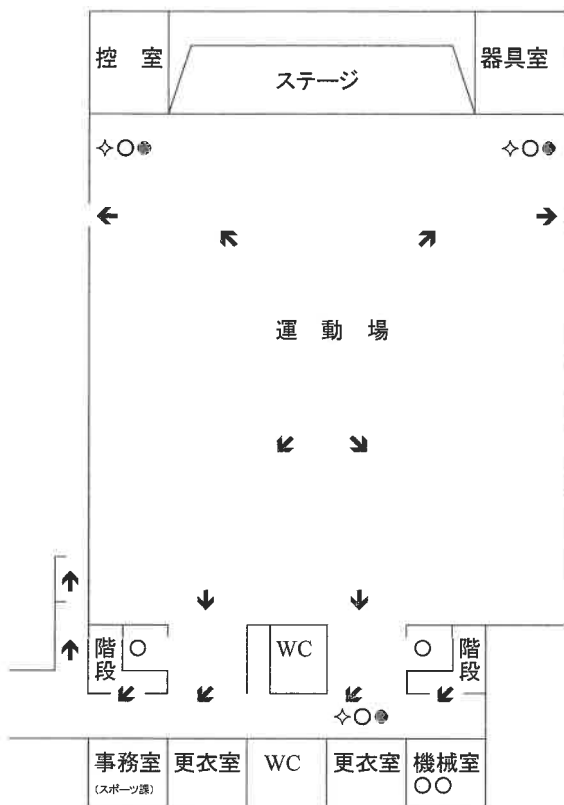 控 室
ステージ
器具室
運 動 場
階段
WC
階段
事務室
(スポーツ課)
更衣室
WC
更衣室
機械室